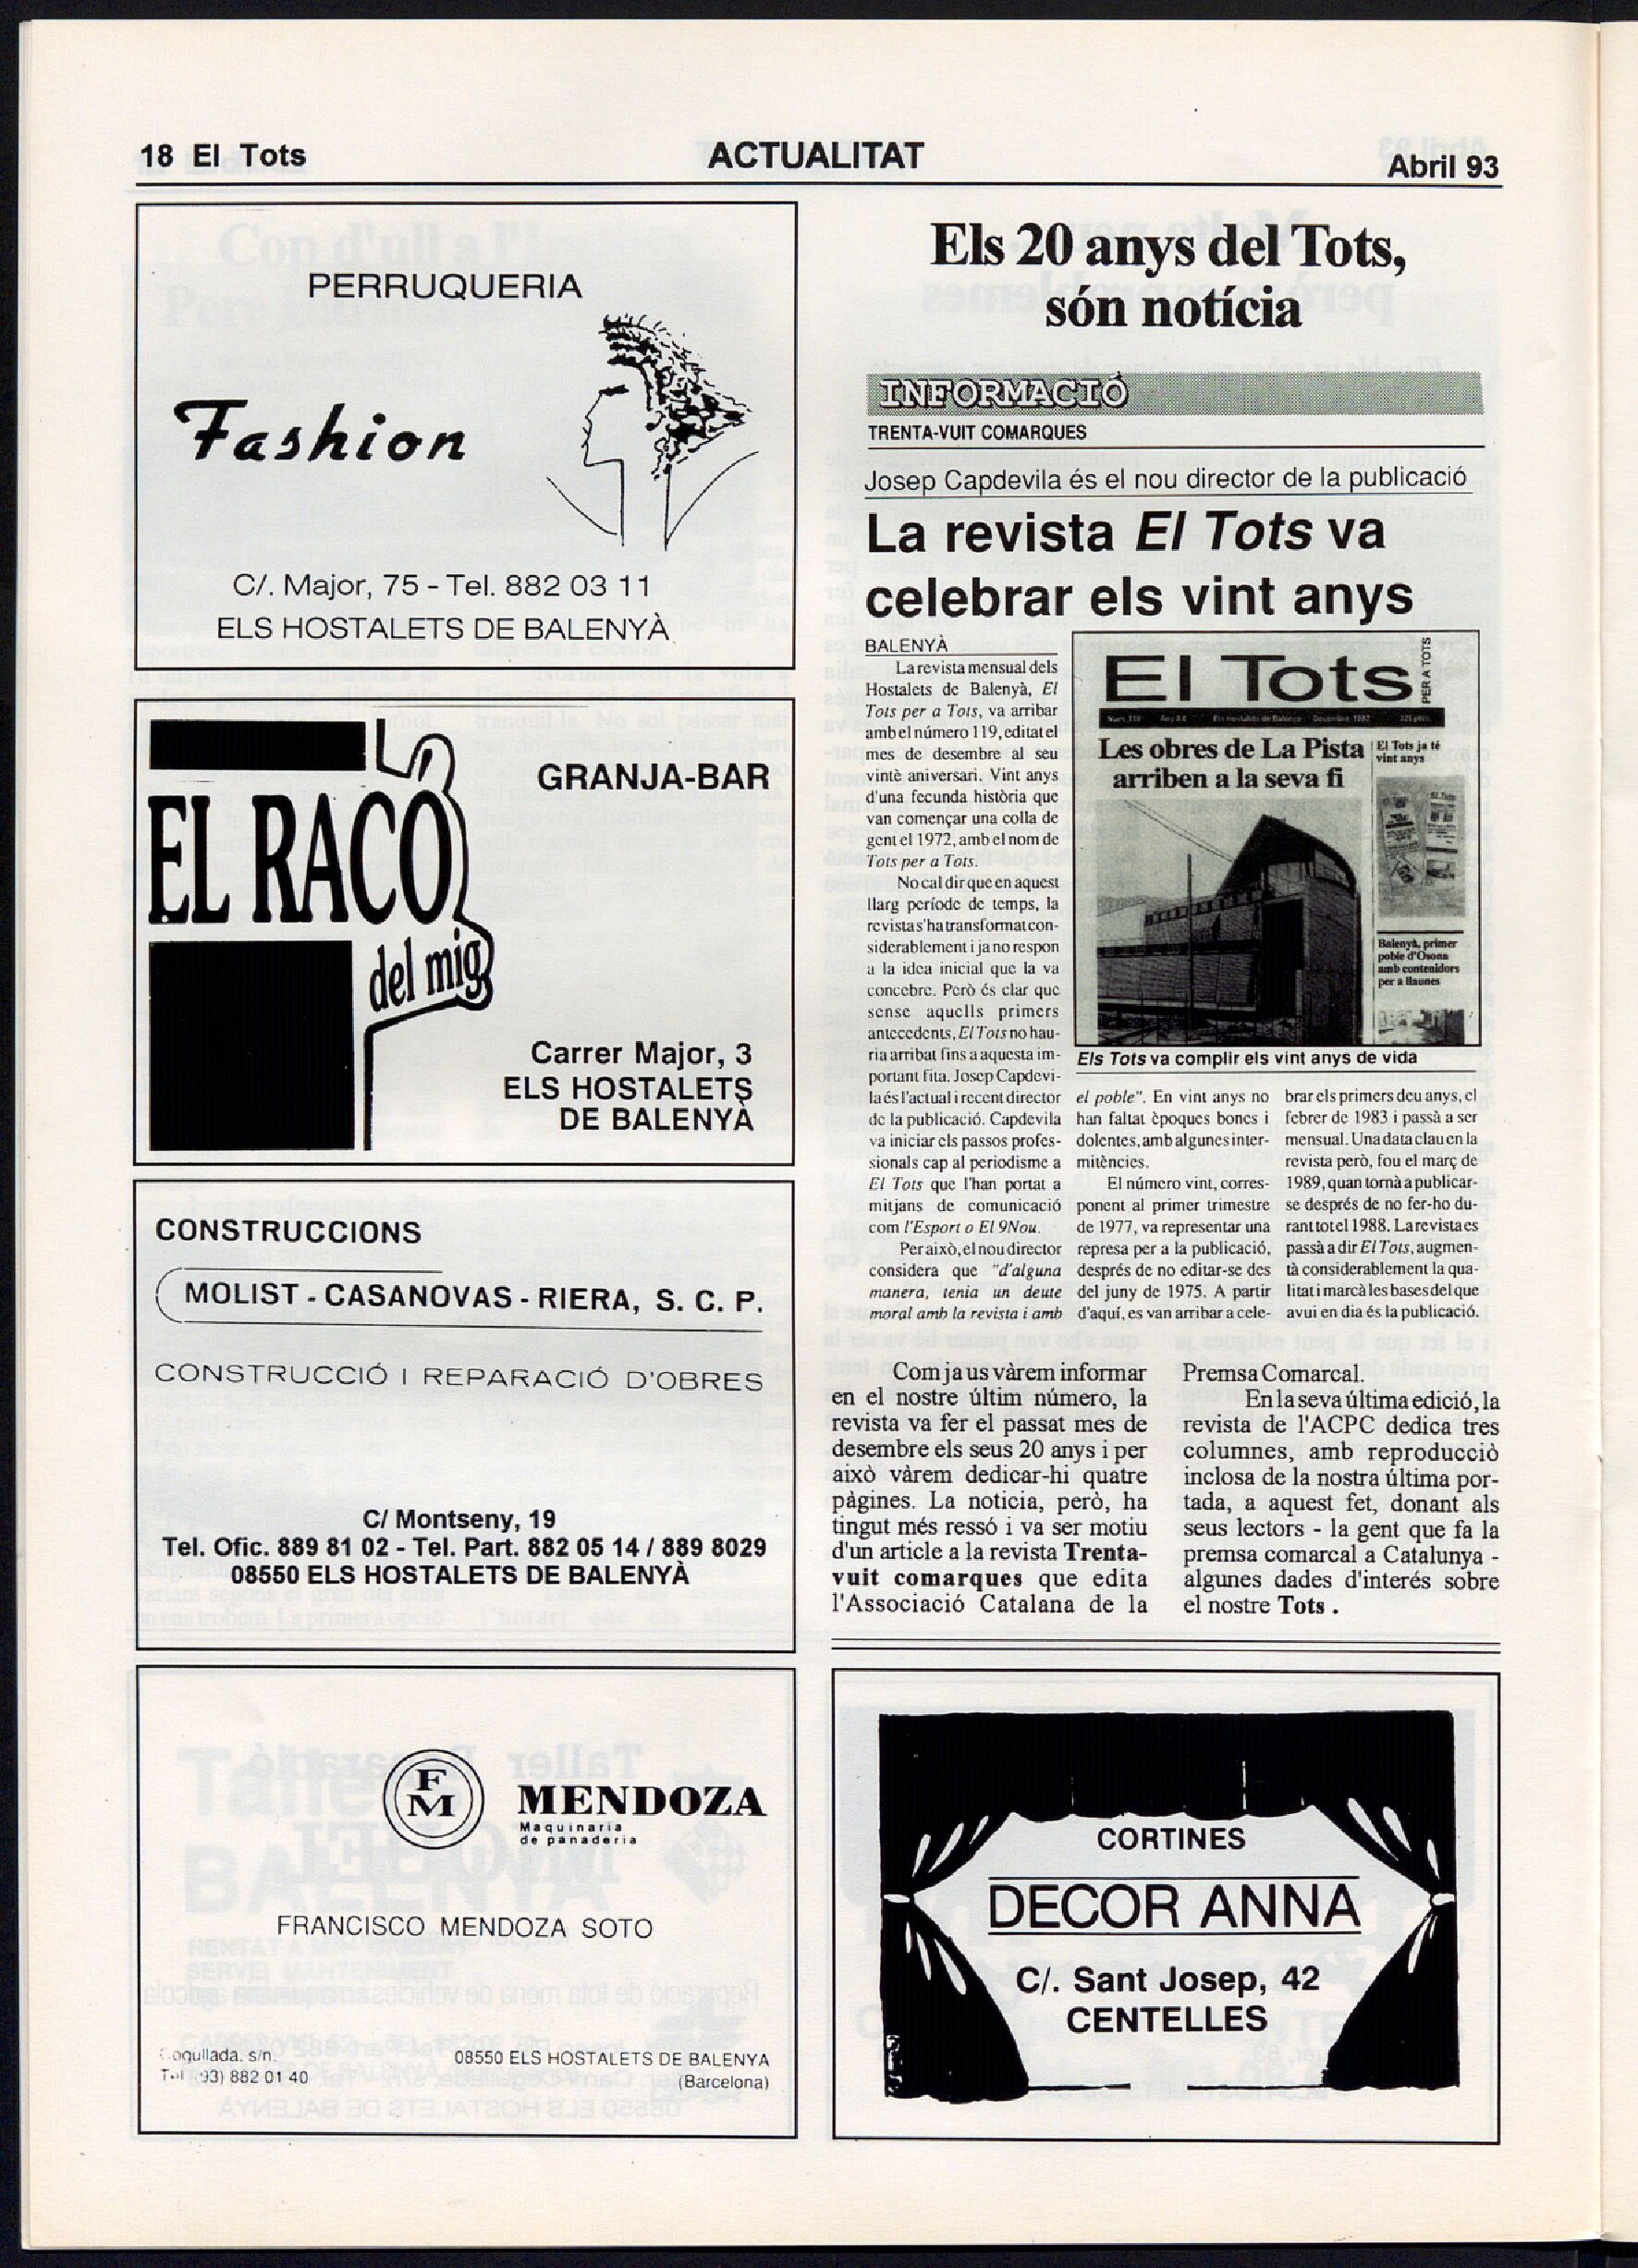 18 El Tots
ACTUALITAT
Abril 93
PERRUQUERIA
Fashion
C/. Major, 75 - Tel. 882 03 11
ELS HOSTALETS DE BALENYÀ
GRANJA-BAR
EL RACÓ
del mig
Carrer Major, 3
ELS HOSTALETS
DE BALENYÀ
CONSTRUCCIONS
MOLIST - CASANOVAS - RIERA, S. C. P.
CONSTRUCCIÓ I REPARACIÓ D'OBRES
C/ Montseny, 19
Tel. Ofic. 889 81 02 - Tel. Part. 882 05 14 / 889 8029
08550 ELS HOSTALETS DE BALENYÀ
FM
MENDOZA
Maquinaria
de panaderia
FRANCISCO MENDOZA SOTO
Cogullada, s/n.
Tel (93) 882 01 40
08550 ELS HOSTALETS DE BALENYA
(Barcelona)
Els 20 anys del Tots,
són notícia
INFORMACIÓ
TRENTA-VUIT COMARQUES
Josep Capdevila és el nou director de la publicació
La revista El Tots va
celebrar els vint anys
BALENYÀ
La revista mensual dels
Hostalets de Balenyà, El
Tots per a Tots, va arribar
amb el número 119, editat el
mes de desembre al seu
vintè aniversari. Vint anys
d'una fecunda història que
van començar una colla de
gent el 1972, amb el nom de
Tots per a Tots.
No cal dir que en aquest
llarg període de temps, la
revista s'ha transformat con-
siderablement i ja no respon
a la idea inicial que la va
concebre. Però és clar que
sense aquells primers
antecedents, El Tots no hau-
ria arribat fins a aquesta im-
portant fita. Josep Capdevi-
la és l'actual i recent director
de la publicació. Capdevila
va iniciar els passos profes-
sionals cap al periodisme a
El Tots que l'han portat a
mitjans de comunicació
com l'Esport o El 9Nou.
Per això, el nou director
considera que "d'alguna
manera, tenia un deute
moral amb la revista i amb
El Tots
PER A TOTS
Núm. 119 Any XX Els Hostalets de Balenyà - Desembre, 1992 325 ptes.
Les obres de La Pista
arriben a la seva fi
El Tots ja té
vint anys
Balenyà, primer
poble d'Osona
amb contenidors
per a llaunes
Els Tots va complir els vint anys de vida
el poble". En vint anys no
han faltat èpoques bones i
dolentes, amb algunes inter-
mitències.
El número vint, corres-
ponent al primer trimestre
de 1977, va representar una
represa per a la publicació,
després de no editar-se des
del juny de 1975. A partir
d'aquí, es van arribar a cele-
brar els primers deu anys, el
febrer de 1983 i passà a ser
mensual. Una data clau en la
revista però, fou el març de
1989, quan tornà a publicar-
se després de no fer-ho du-
rant tot el 1988. La revista es
passà a dir El Tots, augmen-
tà considerablement la qua-
litat i marcà les bases del que
avui en dia és la publicació.
Com ja us vàrem informar
en el nostre últim número, la
revista va fer el passat mes de
desembre els seus 20 anys i per
això vàrem dedicar-hi quatre
pàgines. La noticia, però, ha
tingut més ressó i va ser motiu
d'un article a la revista Trenta-
vuit comarques que edita
l'Associació Catalana de la
Premsa Comarcal.
En la seva última edició, la
revista de l'ACPC dedica tres
columnes, amb reproducció
inclosa de la nostra última por-
tada, a aquest fet, donant als
seus lectors - la gent que fa la
premsa comarcal a Catalunya -
algunes dades d'interés sobre
el nostre Tots .
CORTINES
DECOR ANNA
C/. Sant Josep, 42
CENTELLES